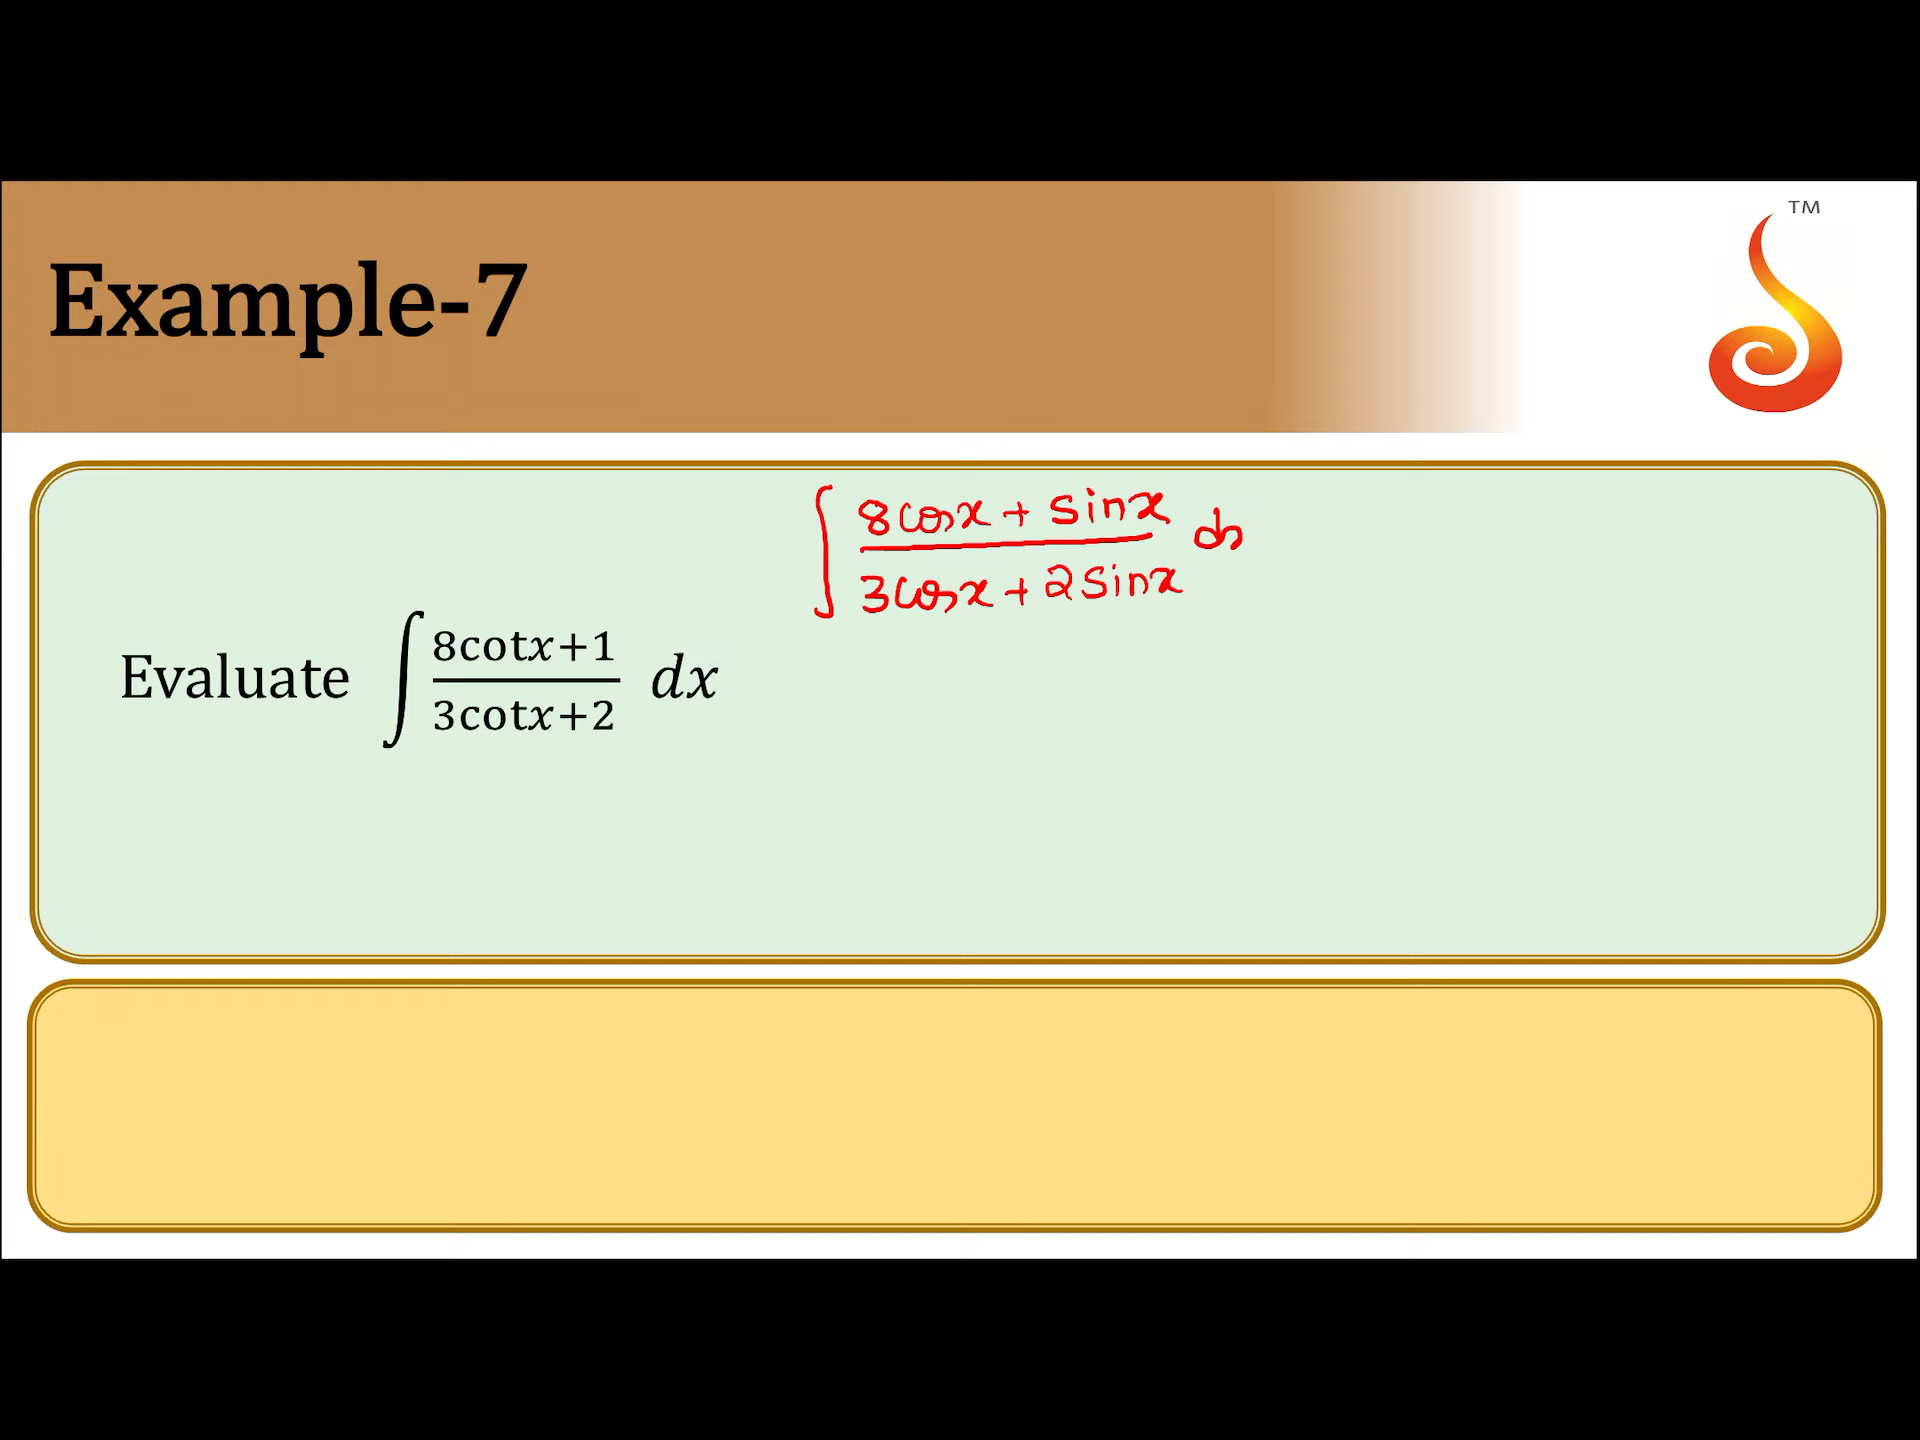 TM
Example-7
∫ (8cosx + sinx)/(3cosx + 2sinx) dx
Evaluate ∫ (8cotx+1)/(3cotx+2) dx